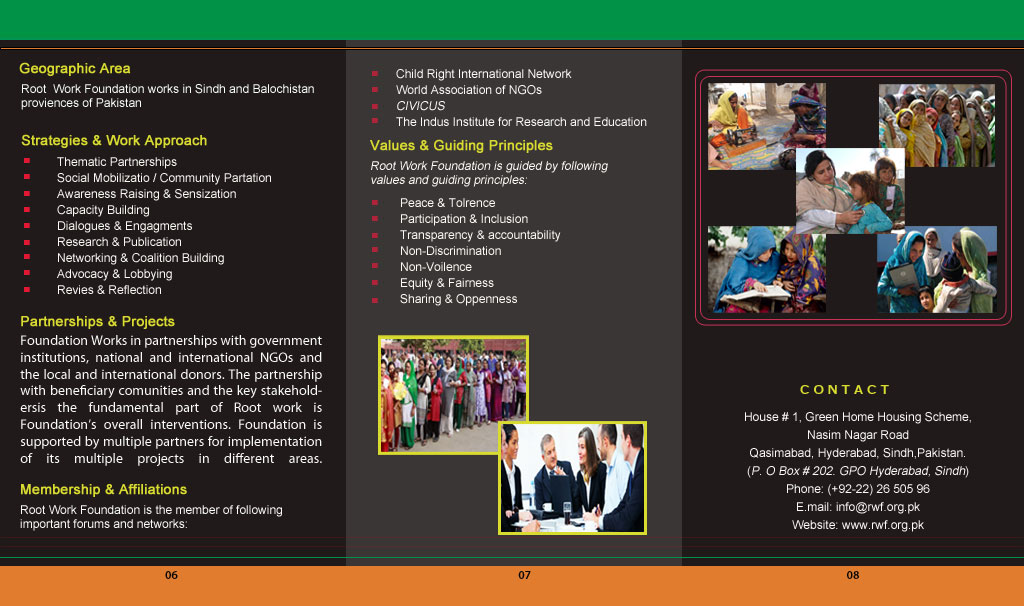 Geographic Area
Root Work Foundation works in Sindh and Balochistan
proviences of Pakistan
Strategies & Work Approach
Thematic Partnerships
Social Mobilizatio / Community Partation
Awareness Raising & Sensization
Capacity Building
Dialogues & Engagments
Research & Publication
Networking & Coalition Building
Advocacy & Lobbying
Revies & Reflection
Partnerships & Projects
Foundation Works in partnerships with government
institutions, national and international NGOs and
the local and international donors. The partnership
with beneficiary comunities and the key stakehold-
ersis the fundamental part of Root work is
Foundation's overall interventions. Foundation is
supported by multiple partners for implementation
of its multiple projects in different areas.
Membership & Affiliations
Root Work Foundation is the member of following
important forums and networks:
06
Child Right International Network
World Association of NGOs
CIVICUS
The Indus Institute for Research and Education
Values & Guiding Principles
Root Work Foundation is guided by following
values and guiding principles:
Peace & Tolrence
Participation & Inclusion
Transparency & accountability
Non-Discrimination
Non-Voilence
Equity & Fairness
Sharing & Oppenness
07
CONTACT
House # 1, Green Home Housing Scheme,
Nasim Nagar Road
Qasimabad, Hyderabad, Sindh,Pakistan.
(P. O Box # 202. GPO Hyderabad, Sindh)
Phone: (+92-22) 26 505 96
E.mail: info@rwf.org.pk
Website: www.rwf.org.pk
08